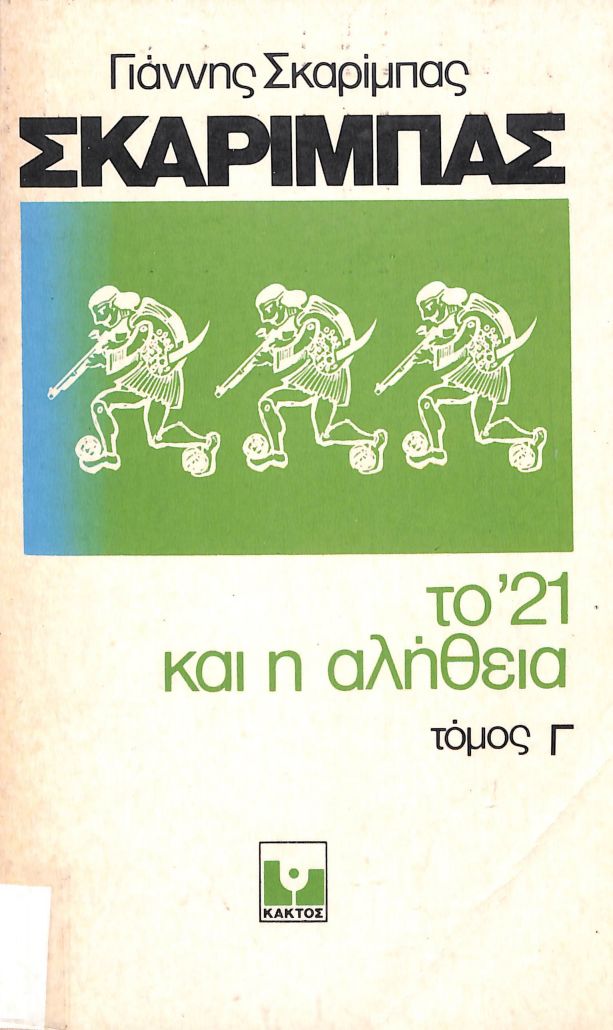 Γιάννης Σκαρίμπας
ΣΚΑΡΙΜΠΑΣ
το '21
και η αλήθεια
τόμος Γ
ΚΑΚΤΟΣ